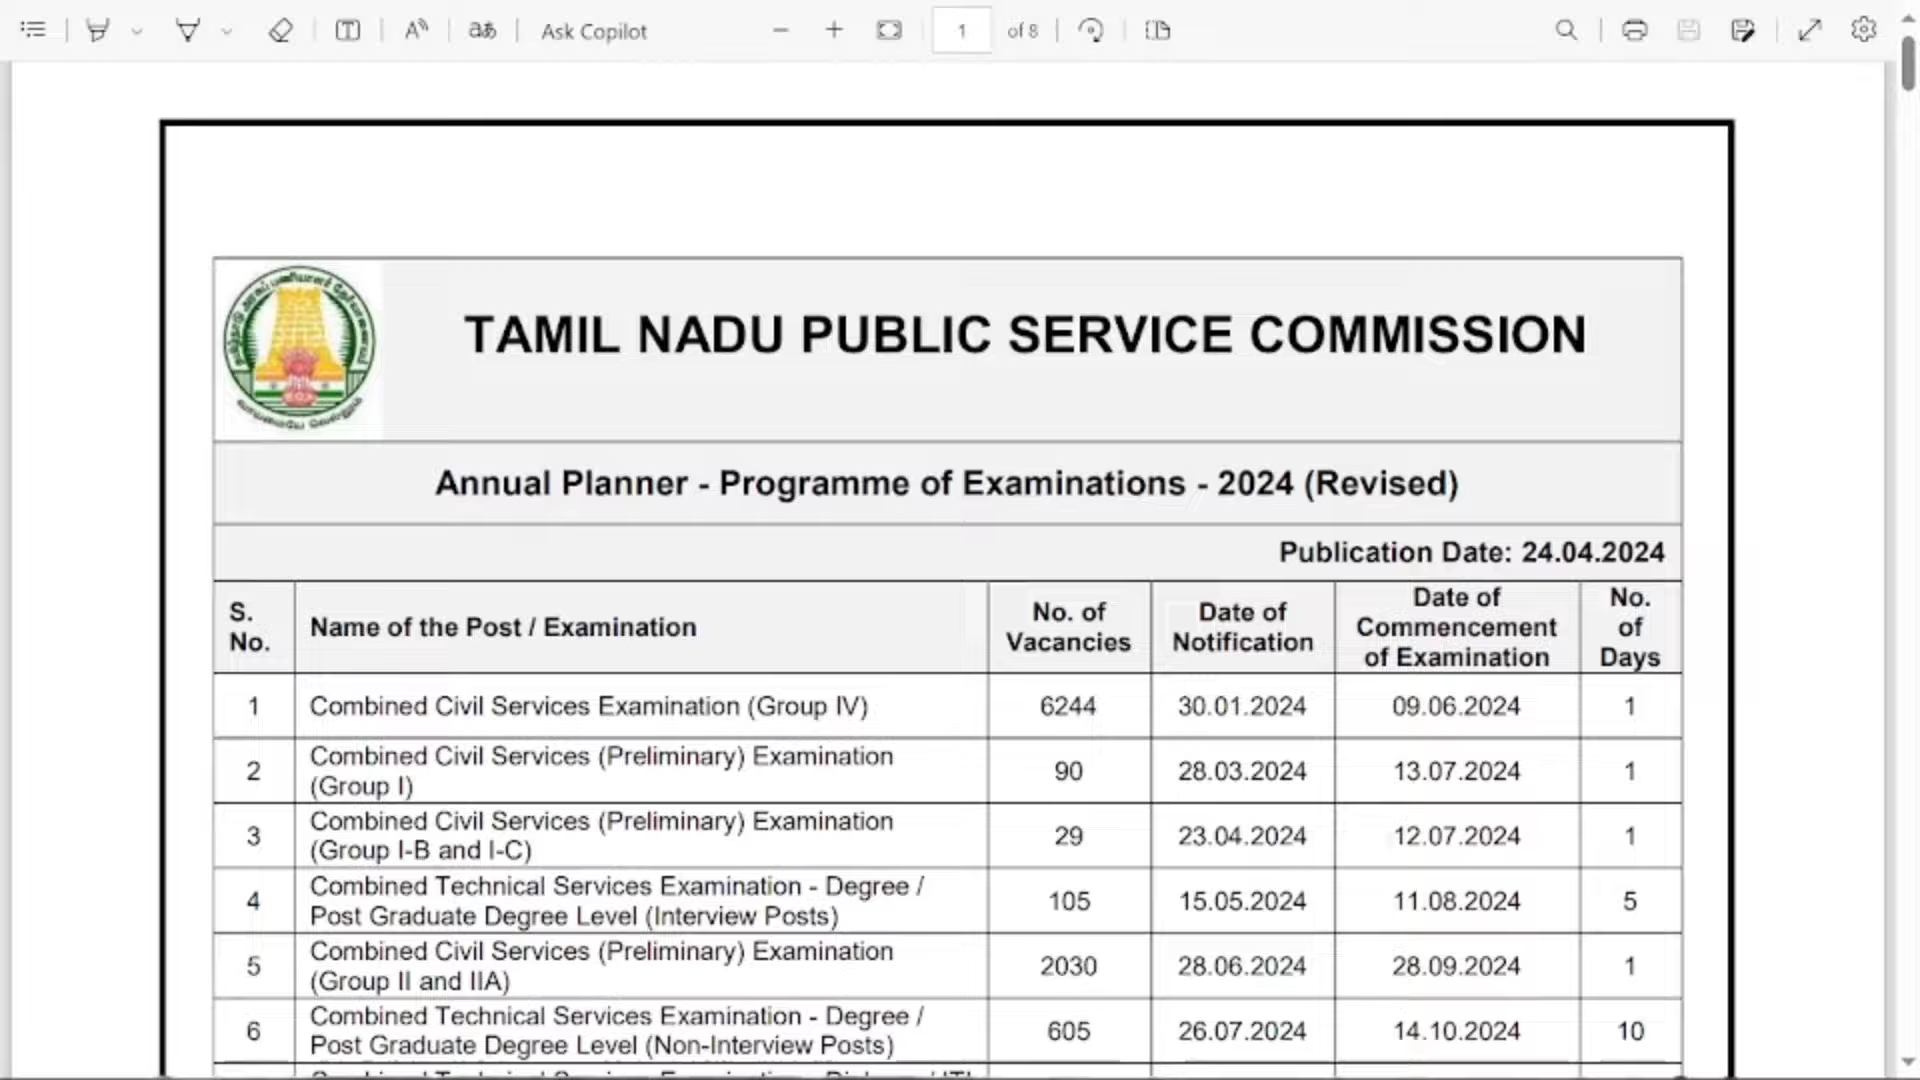 Ask Copilot
1 of 8
TAMIL NADU PUBLIC SERVICE COMMISSION
Annual Planner - Programme of Examinations - 2024 (Revised)
Publication Date: 24.04.2024
S. No. Name of the Post / Examination No. of Vacancies Date of Notification Date of Commencement of Examination No. of Days
1 Combined Civil Services Examination (Group IV) 6244 30.01.2024 09.06.2024 1
2 Combined Civil Services (Preliminary) Examination (Group I) 90 28.03.2024 13.07.2024 1
3 Combined Civil Services (Preliminary) Examination (Group I-B and I-C) 29 23.04.2024 12.07.2024 1
4 Combined Technical Services Examination - Degree / Post Graduate Degree Level (Interview Posts) 105 15.05.2024 11.08.2024 5
5 Combined Civil Services (Preliminary) Examination (Group II and IIA) 2030 28.06.2024 28.09.2024 1
6 Combined Technical Services Examination - Degree / Post Graduate Degree Level (Non-Interview Posts) 605 26.07.2024 14.10.2024 10